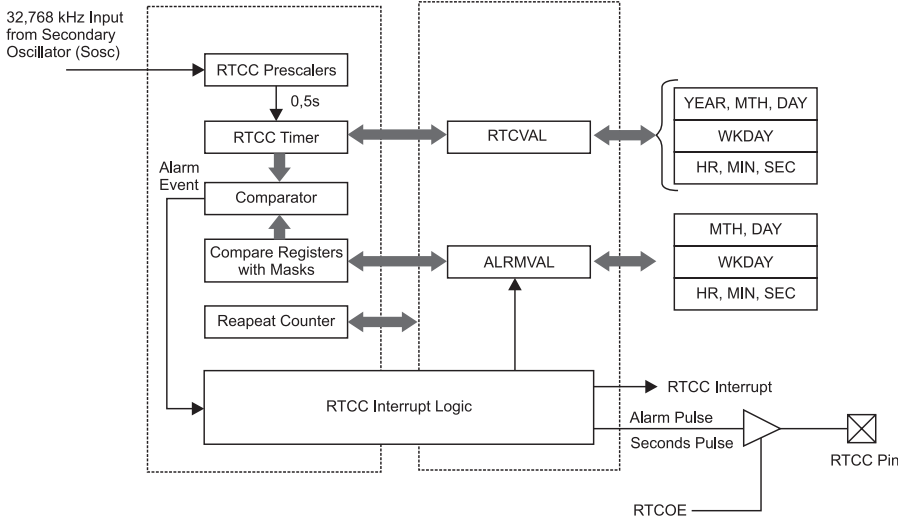 32,768 kHz Input
from Secondary
Oscillator (Sosc)
RTCC Prescalers
0,5s
RTCC Timer
RTCVAL
YEAR, MTH, DAY
WKDAY
HR, MIN, SEC
Alarm
Event
Comparator
Compare Registers
with Masks
ALRMVAL
MTH, DAY
WKDAY
HR, MIN, SEC
Reapeat Counter
RTCC Interrupt Logic
RTCC Interrupt
Alarm Pulse
Seconds Pulse
RTCC Pin
RTCOE